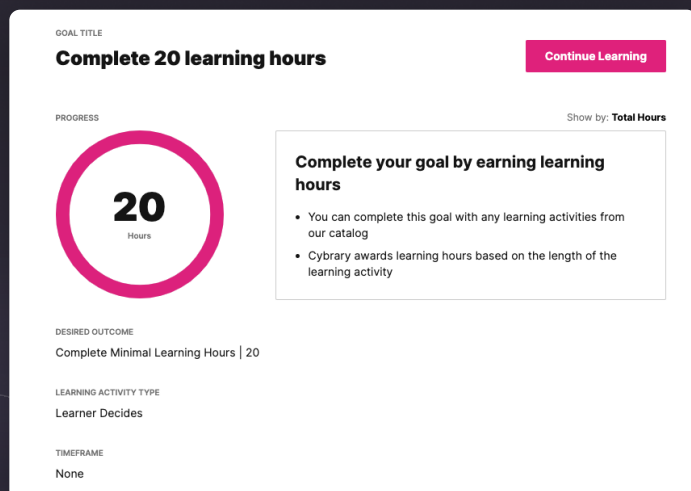 GOAL TITLE
Complete 20 learning hours
Continue Learning
PROGRESS
Show by: Total Hours
20
Hours
Complete your goal by earning learning
hours
• You can complete this goal with any learning activities from
our catalog
• Cybrary awards learning hours based on the length of the
learning activity
DESIRED OUTCOME
Complete Minimal Learning Hours | 20
LEARNING ACTIVITY TYPE
Learner Decides
TIMEFRAME
None